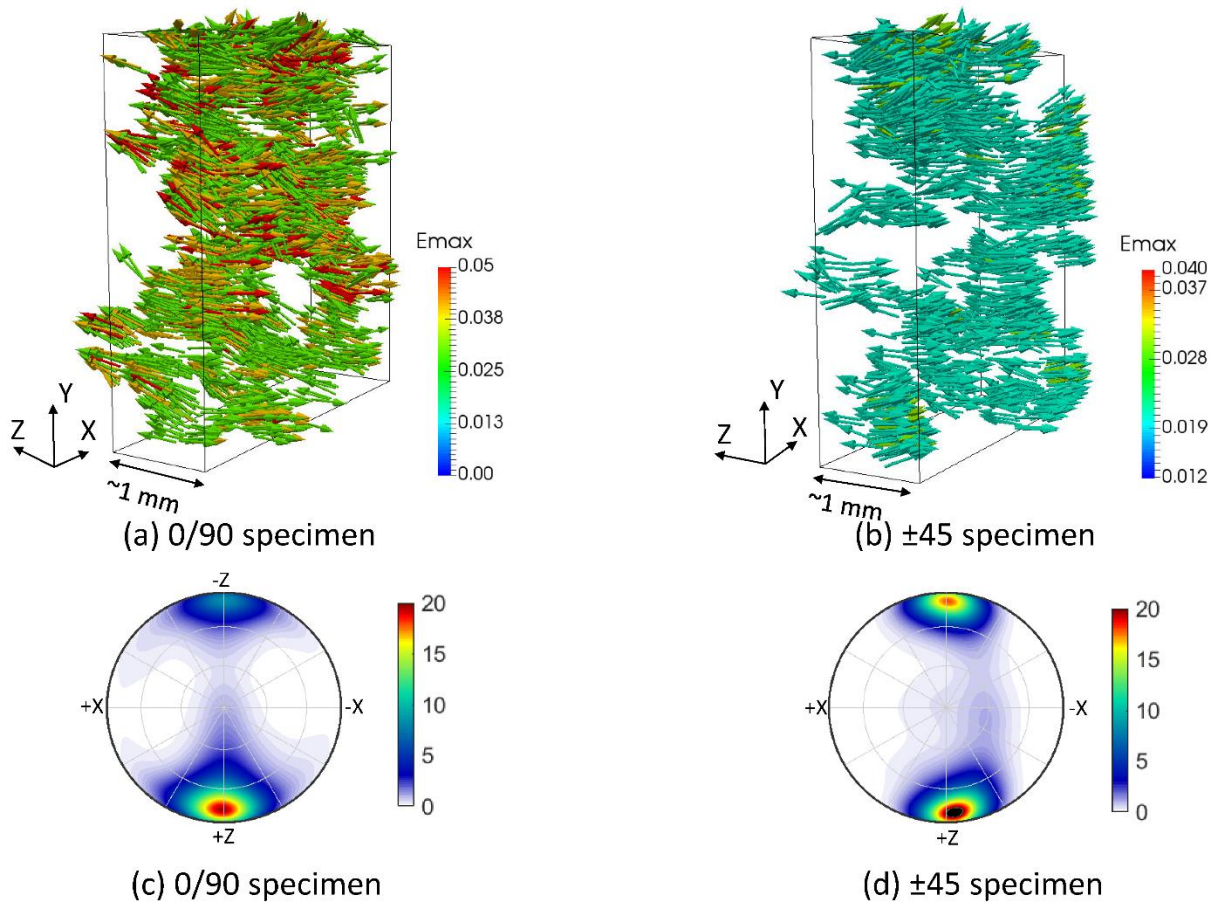 Emax
0.05
0.038
0.025
0.013
0.00
Y
Z
X
~1 mm
(a) 0/90 specimen
Emax
0.040
0.037
0.028
0.019
0.012
Y
Z
X
~1 mm
(b) ±45 specimen
-Z
+X
-X
+Z
20
15
10
5
0
(c) 0/90 specimen
+X
-X
+Z
20
15
10
5
0
(d) ±45 specimen